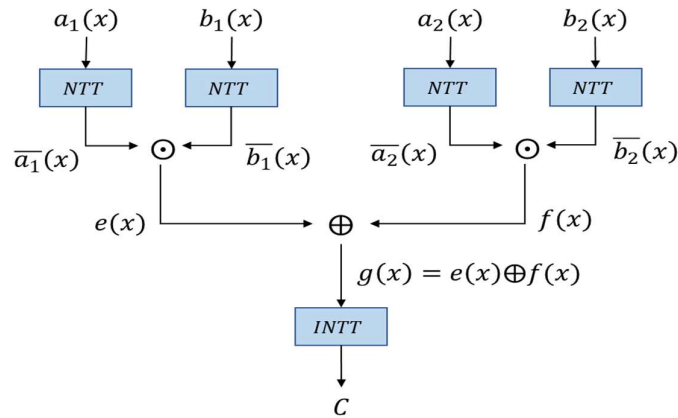 a₁(x) b₁(x) a₂(x) b₂(x)
NTT NTT NTT NTT
a̅₁̅(x) ⊙ b̅₁̅(x) a̅₂̅(x) ⊙ b̅₂̅(x)
e(x) ⊕ f(x)
g(x) = e(x)⊕f(x)
INTT
C